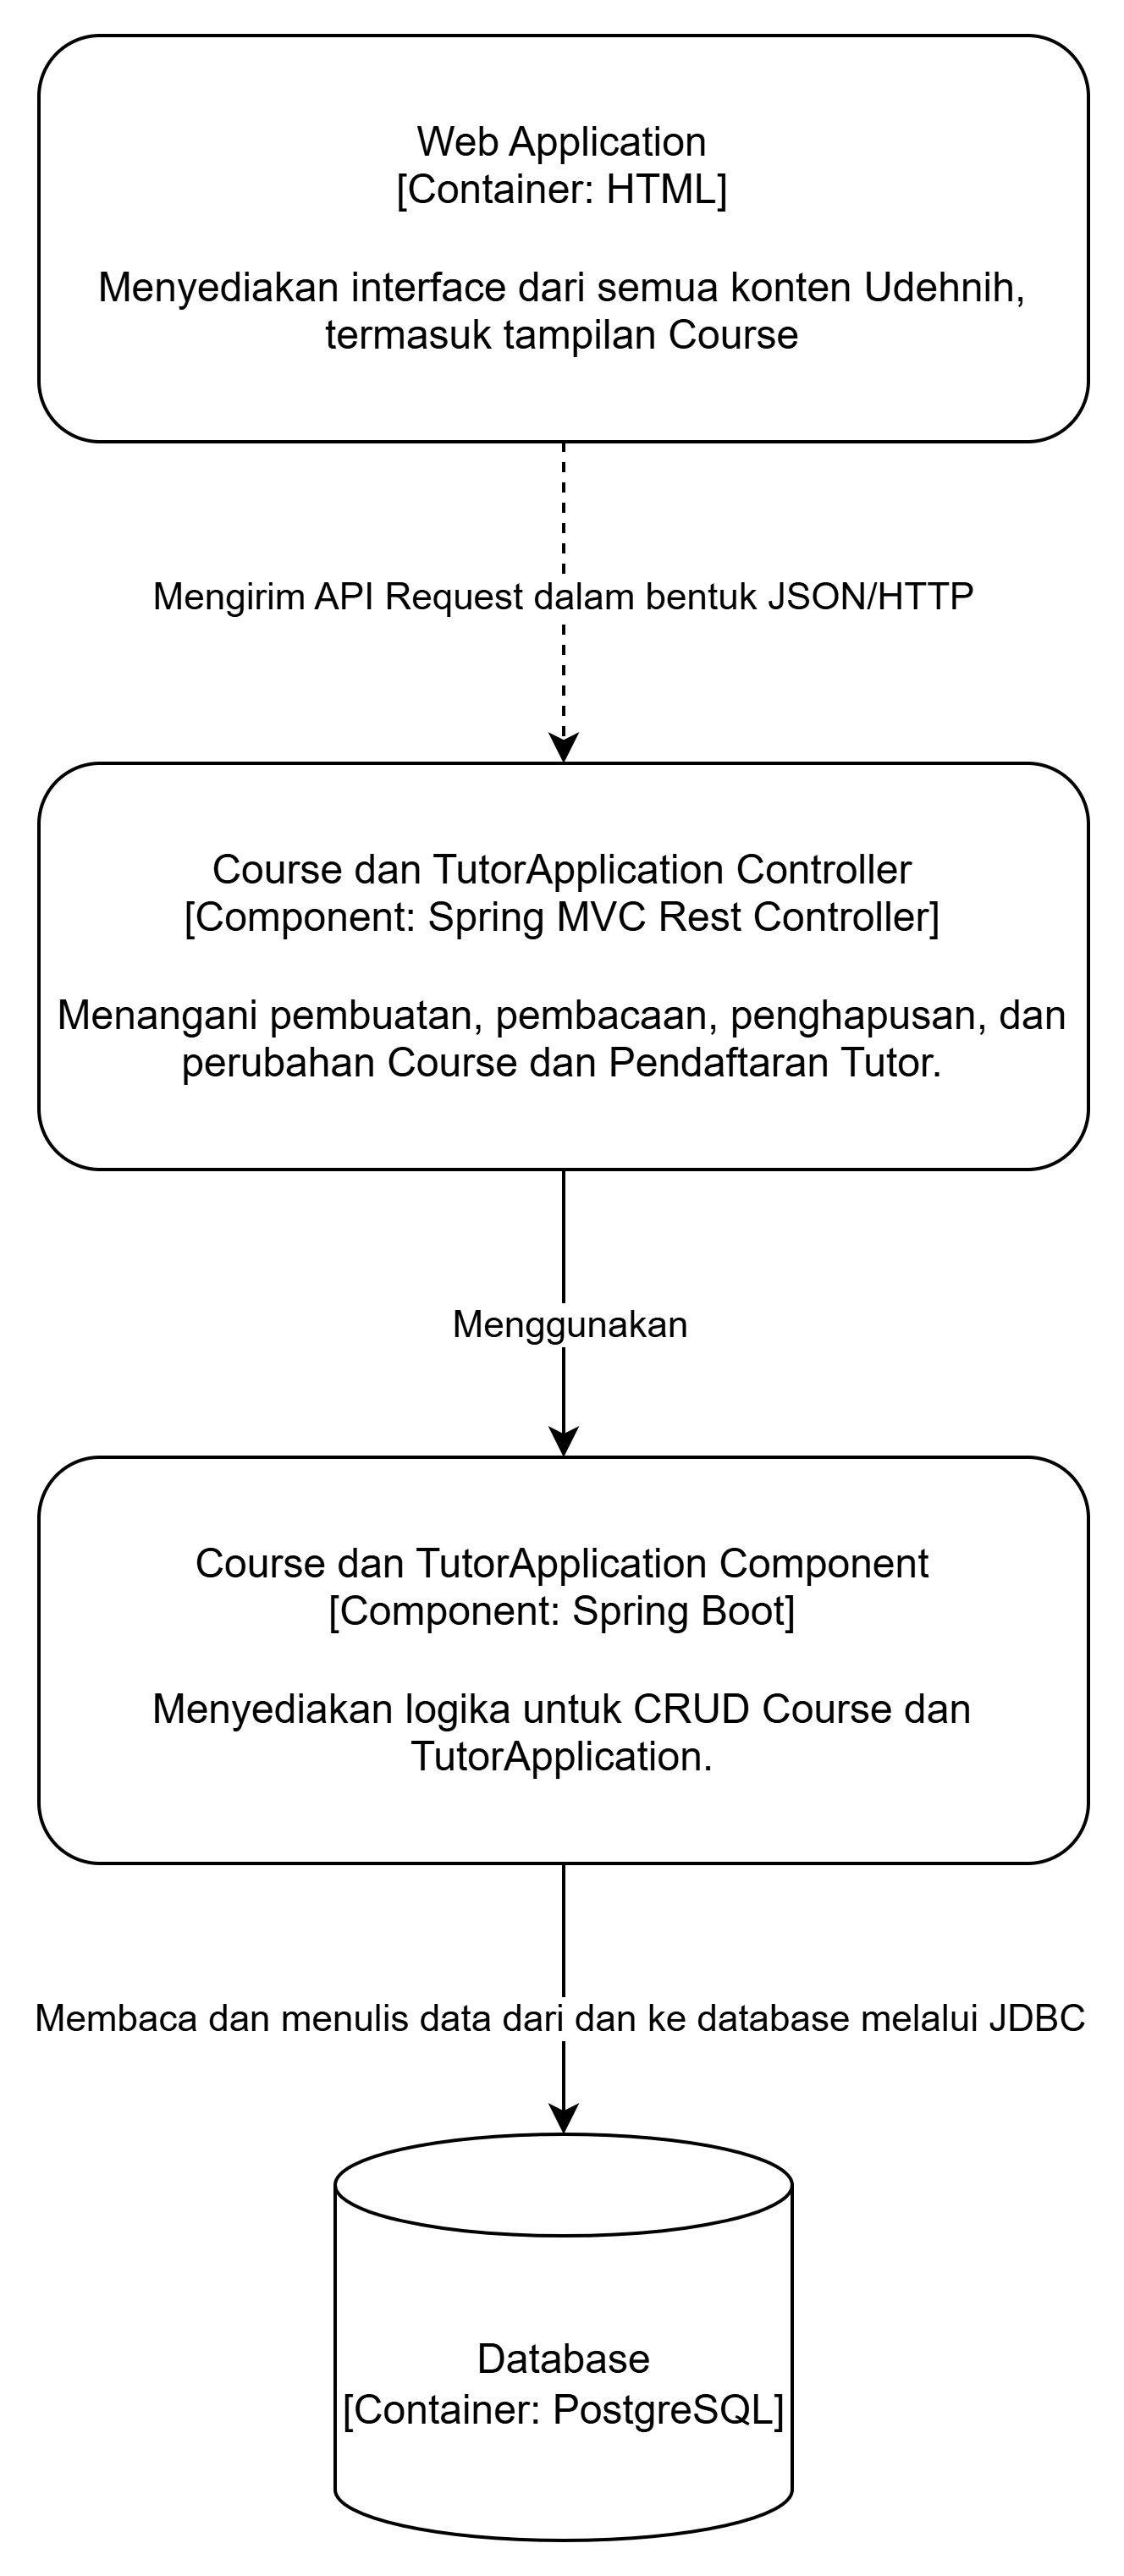 Web Application
[Container: HTML]
Menyediakan interface dari semua konten Udehnih,
termasuk tampilan Course
Mengirim API Request dalam bentuk JSON/HTTP
Course dan TutorApplication Controller
[Component: Spring MVC Rest Controller]
Menangani pembuatan, pembacaan, penghapusan, dan
perubahan Course dan Pendaftaran Tutor.
Menggunakan
Course dan TutorApplication Component
[Component: Spring Boot]
Menyediakan logika untuk CRUD Course dan
TutorApplication.
Membaca dan menulis data dari dan ke database melalui JDBC
Database
[Container: PostgreSQL]